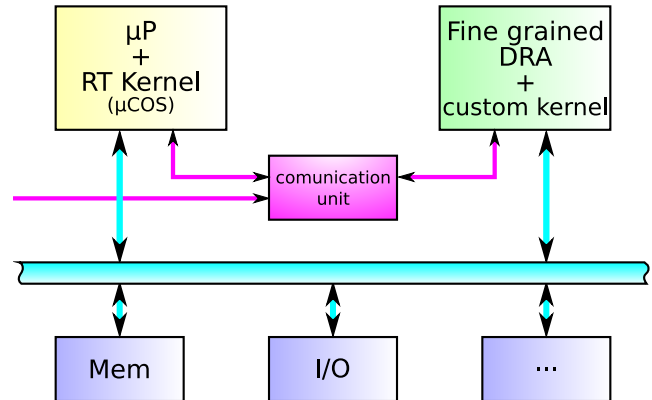 µP
+
RT Kernel
(µCOS)
Fine grained
DRA
+
custom kernel
comunication
unit
Mem
I/O
...